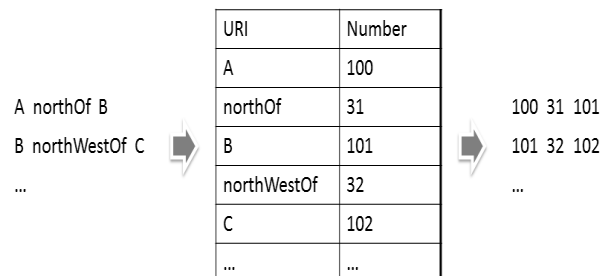 A northOf B
B northWestOf C
...
URI Number
A 100
northOf 31
B 101
northWestOf 32
C 102
... ...
100 31 101
101 32 102
...